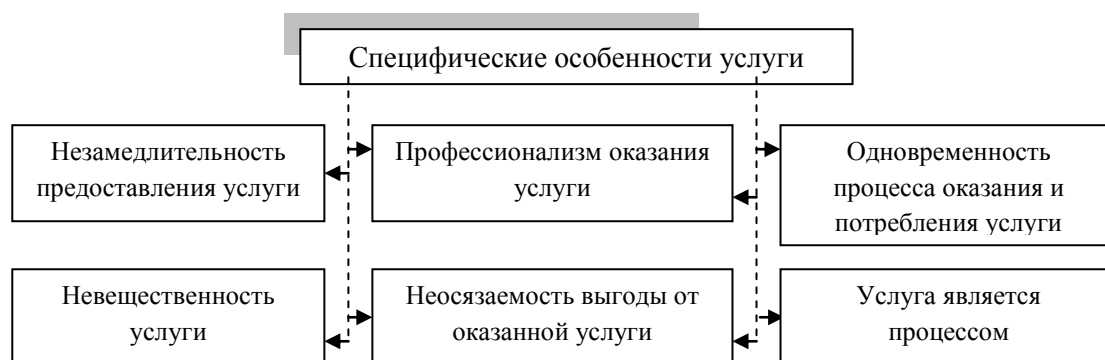 Специфические особенности услуги
Незамедлительность
предоставления услуги
Профессионализм оказания
услуги
Одновременность
процесса оказания и
потребления услуги
Невещественность
услуги
Неосязаемость выгоды от
оказанной услуги
Услуга является
процессом